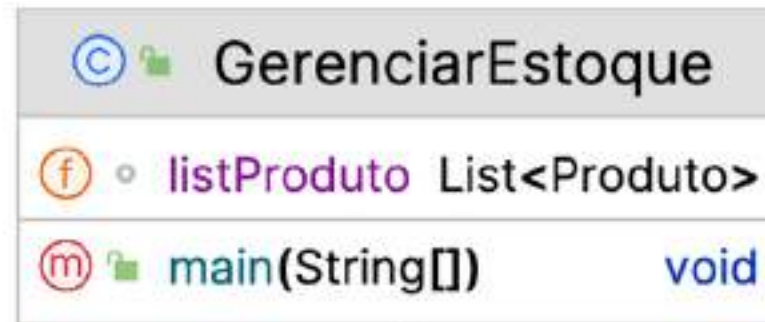 C GerenciarEstoque
f listProduto List<Produto>
m main(String[]) void